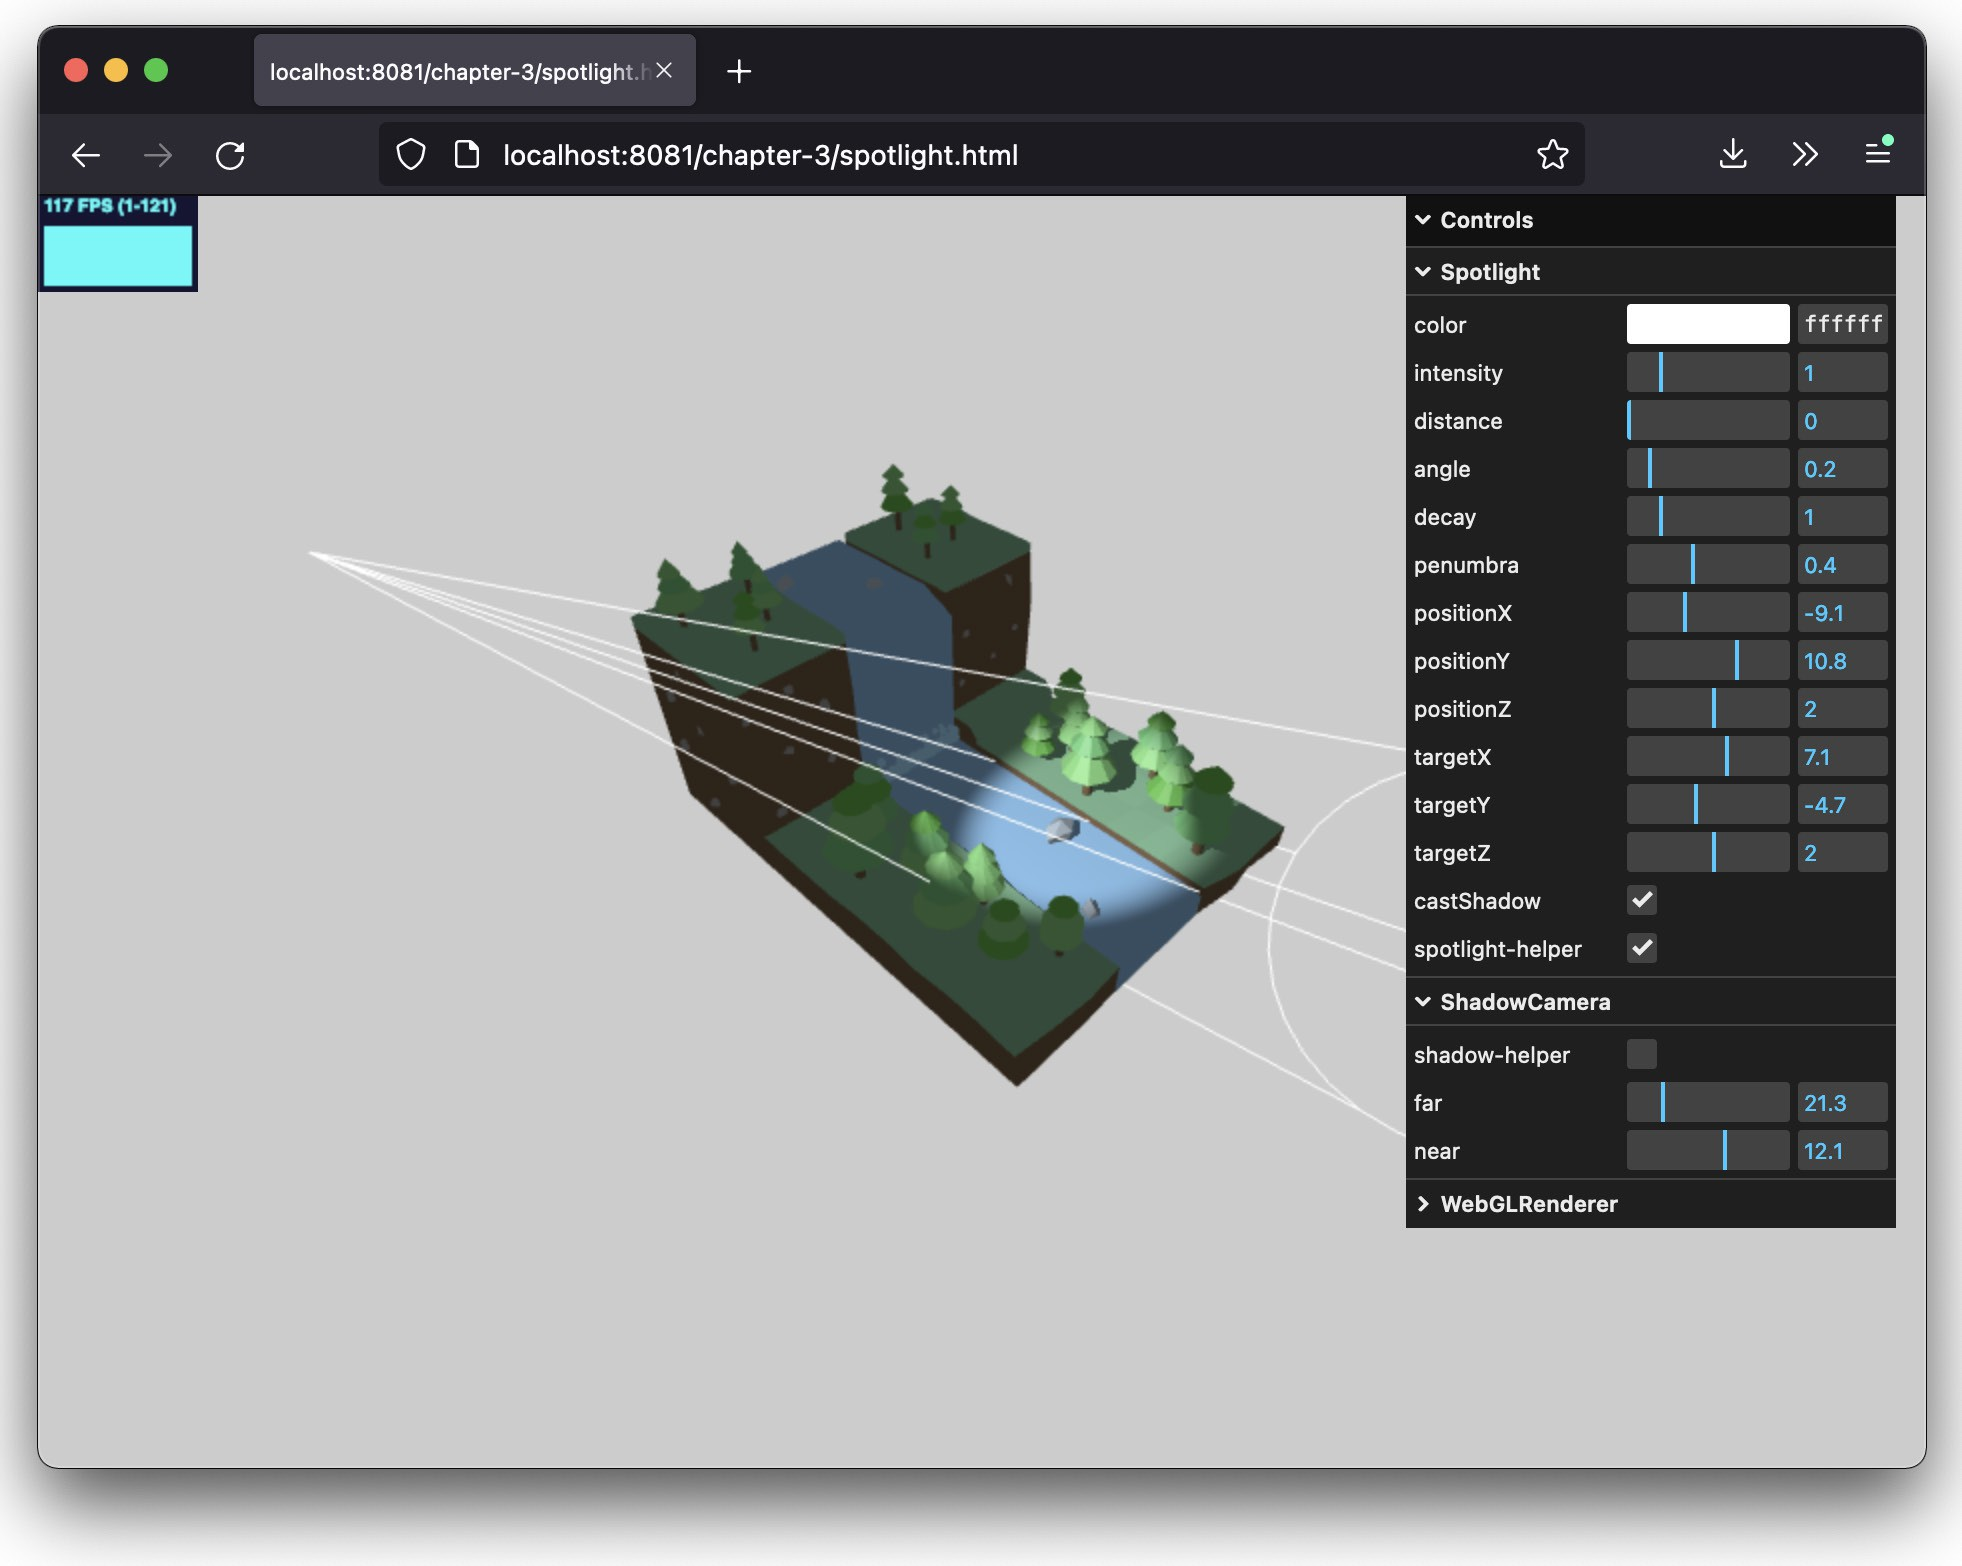 localhost:8081/chapter-3/spotlight.h
localhost:8081/chapter-3/spotlight.html
117 FPS (1-121)
Controls
Spotlight
color ffffff
intensity 1
distance 0
angle 0.2
decay 1
penumbra 0.4
positionX -9.1
positionY 10.8
positionZ 2
targetX 7.1
targetY -4.7
targetZ 2
castShadow
spotlight-helper
ShadowCamera
shadow-helper
far 21.3
near 12.1
WebGLRenderer